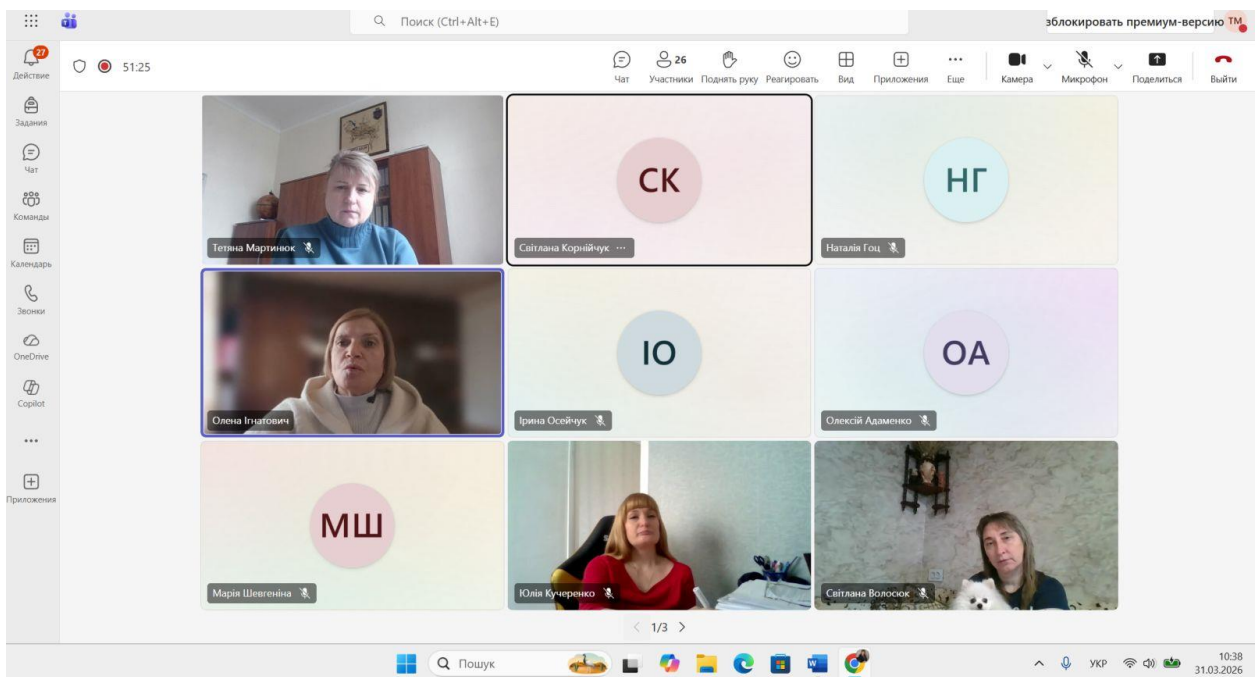 Поиск (Ctrl+Alt+E)
зблокировать премиум-версию
TM
27
Действие
Задания
Чат
Команды
Календарь
Звонки
OneDrive
Copilot
Приложения
51:25
Чат
26
Участники
Поднять руку
Реагировать
Вид
Приложения
Еще
Камера
Микрофон
Поделиться
Выйти
Тетяна Мартинюк
СК
Світлана Корнійчук
НГ
Наталія Гоц
Олена Ігнатович
ІО
Ірина Осейчук
ОА
Олексій Адаменко
МШ
Марія Шевгеніна
Юлія Кучеренко
Світлана Волосюк
1/3
Пошук
УКР
10:38
31.03.2026